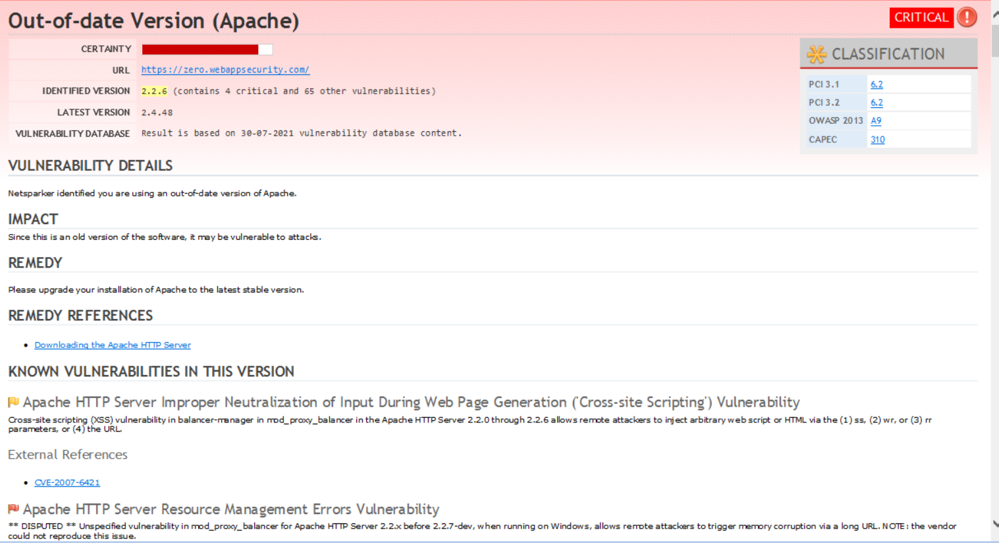 Out-of-date Version (Apache)
CRITICAL
CERTAINTY
URL https://zero.webappsecurity.com/
IDENTIFIED VERSION 2.2.6 (contains 4 critical and 65 other vulnerabilities)
LATEST VERSION 2.4.48
VULNERABILITY DATABASE Result is based on 30-07-2021 vulnerability database content.
CLASSIFICATION
PCI 3.1 6.2
PCI 3.2 6.2
OWASP 2013 A9
CAPEC 310
VULNERABILITY DETAILS
Netsparker identified you are using an out-of-date version of Apache.
IMPACT
Since this is an old version of the software, it may be vulnerable to attacks.
REMEDY
Please upgrade your installation of Apache to the latest stable version.
REMEDY REFERENCES
• Downloading the Apache HTTP Server
KNOWN VULNERABILITIES IN THIS VERSION
Apache HTTP Server Improper Neutralization of Input During Web Page Generation ('Cross-site Scripting') Vulnerability
Cross-site scripting (XSS) vulnerability in balancer-manager in mod_proxy_balancer in the Apache HTTP Server 2.2.0 through 2.2.6 allows remote attackers to inject arbitrary web script or HTML via the (1) ss, (2) wr, or (3) rr
parameters, or (4) the URL.
External References
• CVE-2007-6421
Apache HTTP Server Resource Management Errors Vulnerability
** DISPUTED ** Unspecified vulnerability in mod_proxy_balancer for Apache HTTP Server 2.2.x before 2.2.7-dev, when running on Windows, allows remote attackers to trigger memory corruption via a long URL. NOTE: the vendor
could not reproduce this issue.